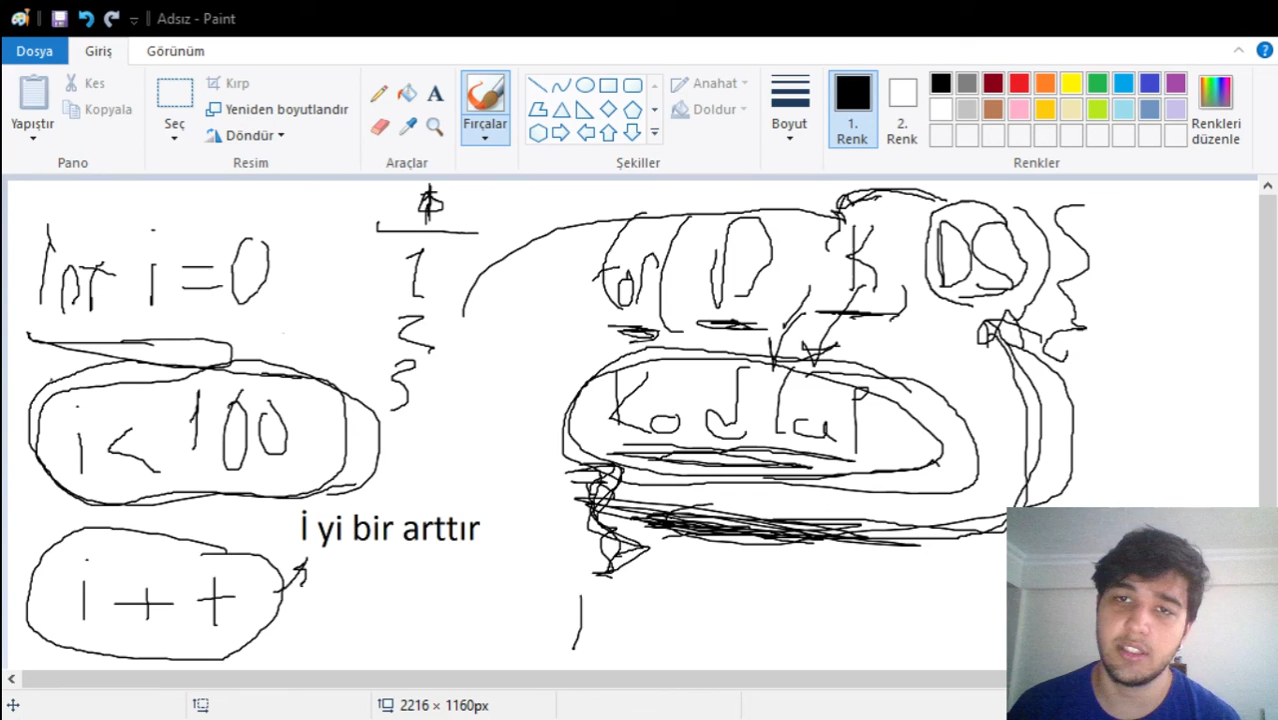 Adsız - Paint
Dosya Giriş Görünüm
Yapıştır
Kes
Kopyala
Pano
Seç
Kırp
Yeniden boyutlandır
Döndür
Resim
A
Araçlar
Fırçalar
Şekiller
Anahat
Doldur
Boyut
1. Renk
2. Renk
Renkleri düzenle
Renkler
int i = 0
i < 100
i + +
İ yi bir arttır
1
2
3
for ( D K DS )
Kodlar
2216 × 1160px